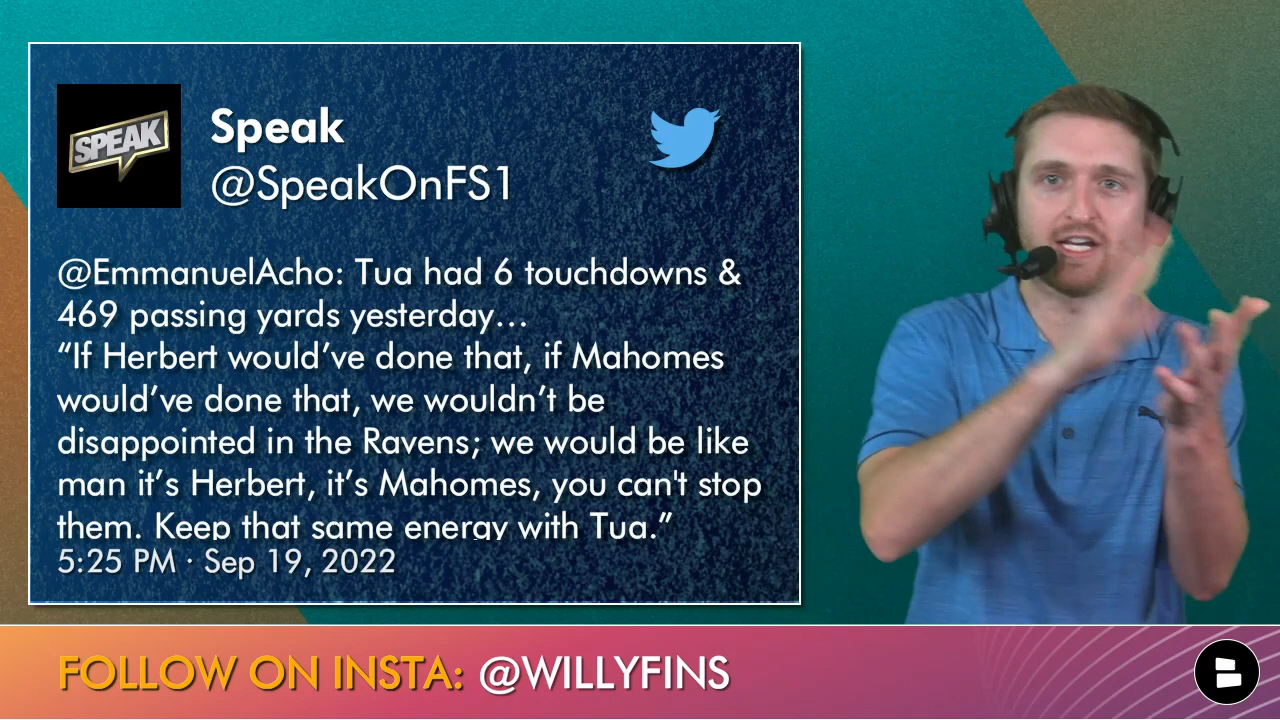 SPEAK
Speak
@SpeakOnFS1
@EmmanuelAcho: Tua had 6 touchdowns &
469 passing yards yesterday…
“If Herbert would’ve done that, if Mahomes
would’ve done that, we wouldn’t be
disappointed in the Ravens; we would be like
man it’s Herbert, it’s Mahomes, you can't stop
them. Keep that same energy with Tua.”
5:25 PM · Sep 19, 2022
FOLLOW ON INSTA: @WILLYFINS